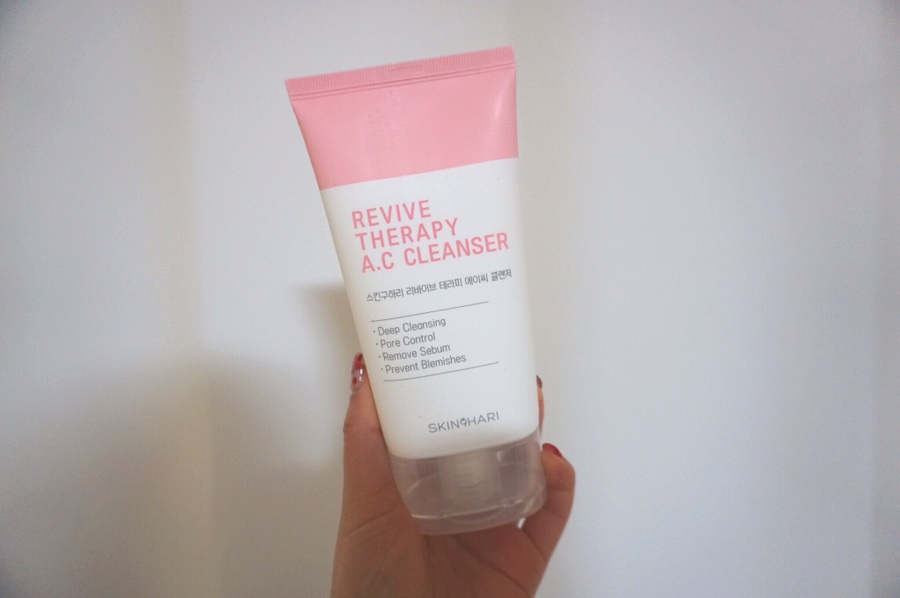 REVIVE
THERAPY
A.C CLEANSER
스킨구하리 리바이브 테라피 에이씨 클렌저
· Deep Cleansing
· Pore Control
· Remove Sebum
· Prevent Blemishes
SKIN9HARI